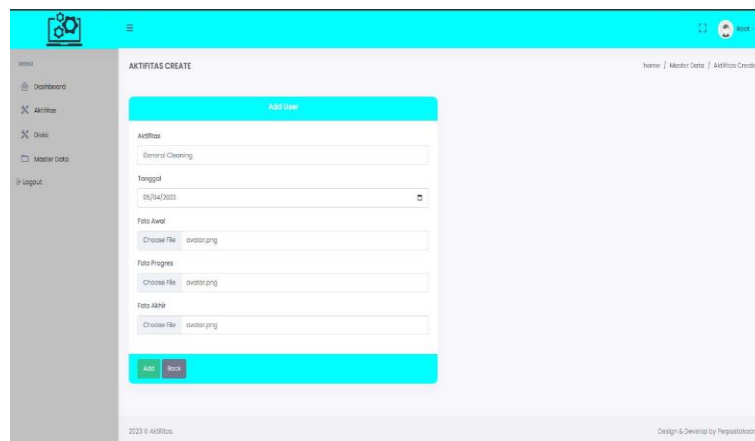 Root
MENU
AKTIFITAS CREATE
home / Master Data / Aktifitas Create
Dashboard
Aktifitas
Divisi
Master Data
Logout
Add User
Aktifitas
General Cleaning
Tanggal
05/04/2023
Foto Awal
Choose File avatar.png
Foto Progres
Choose File avatar.png
Foto Akhir
Choose File avatar.png
Add
Back
2023 © Aktifitas.
Design & Develop by